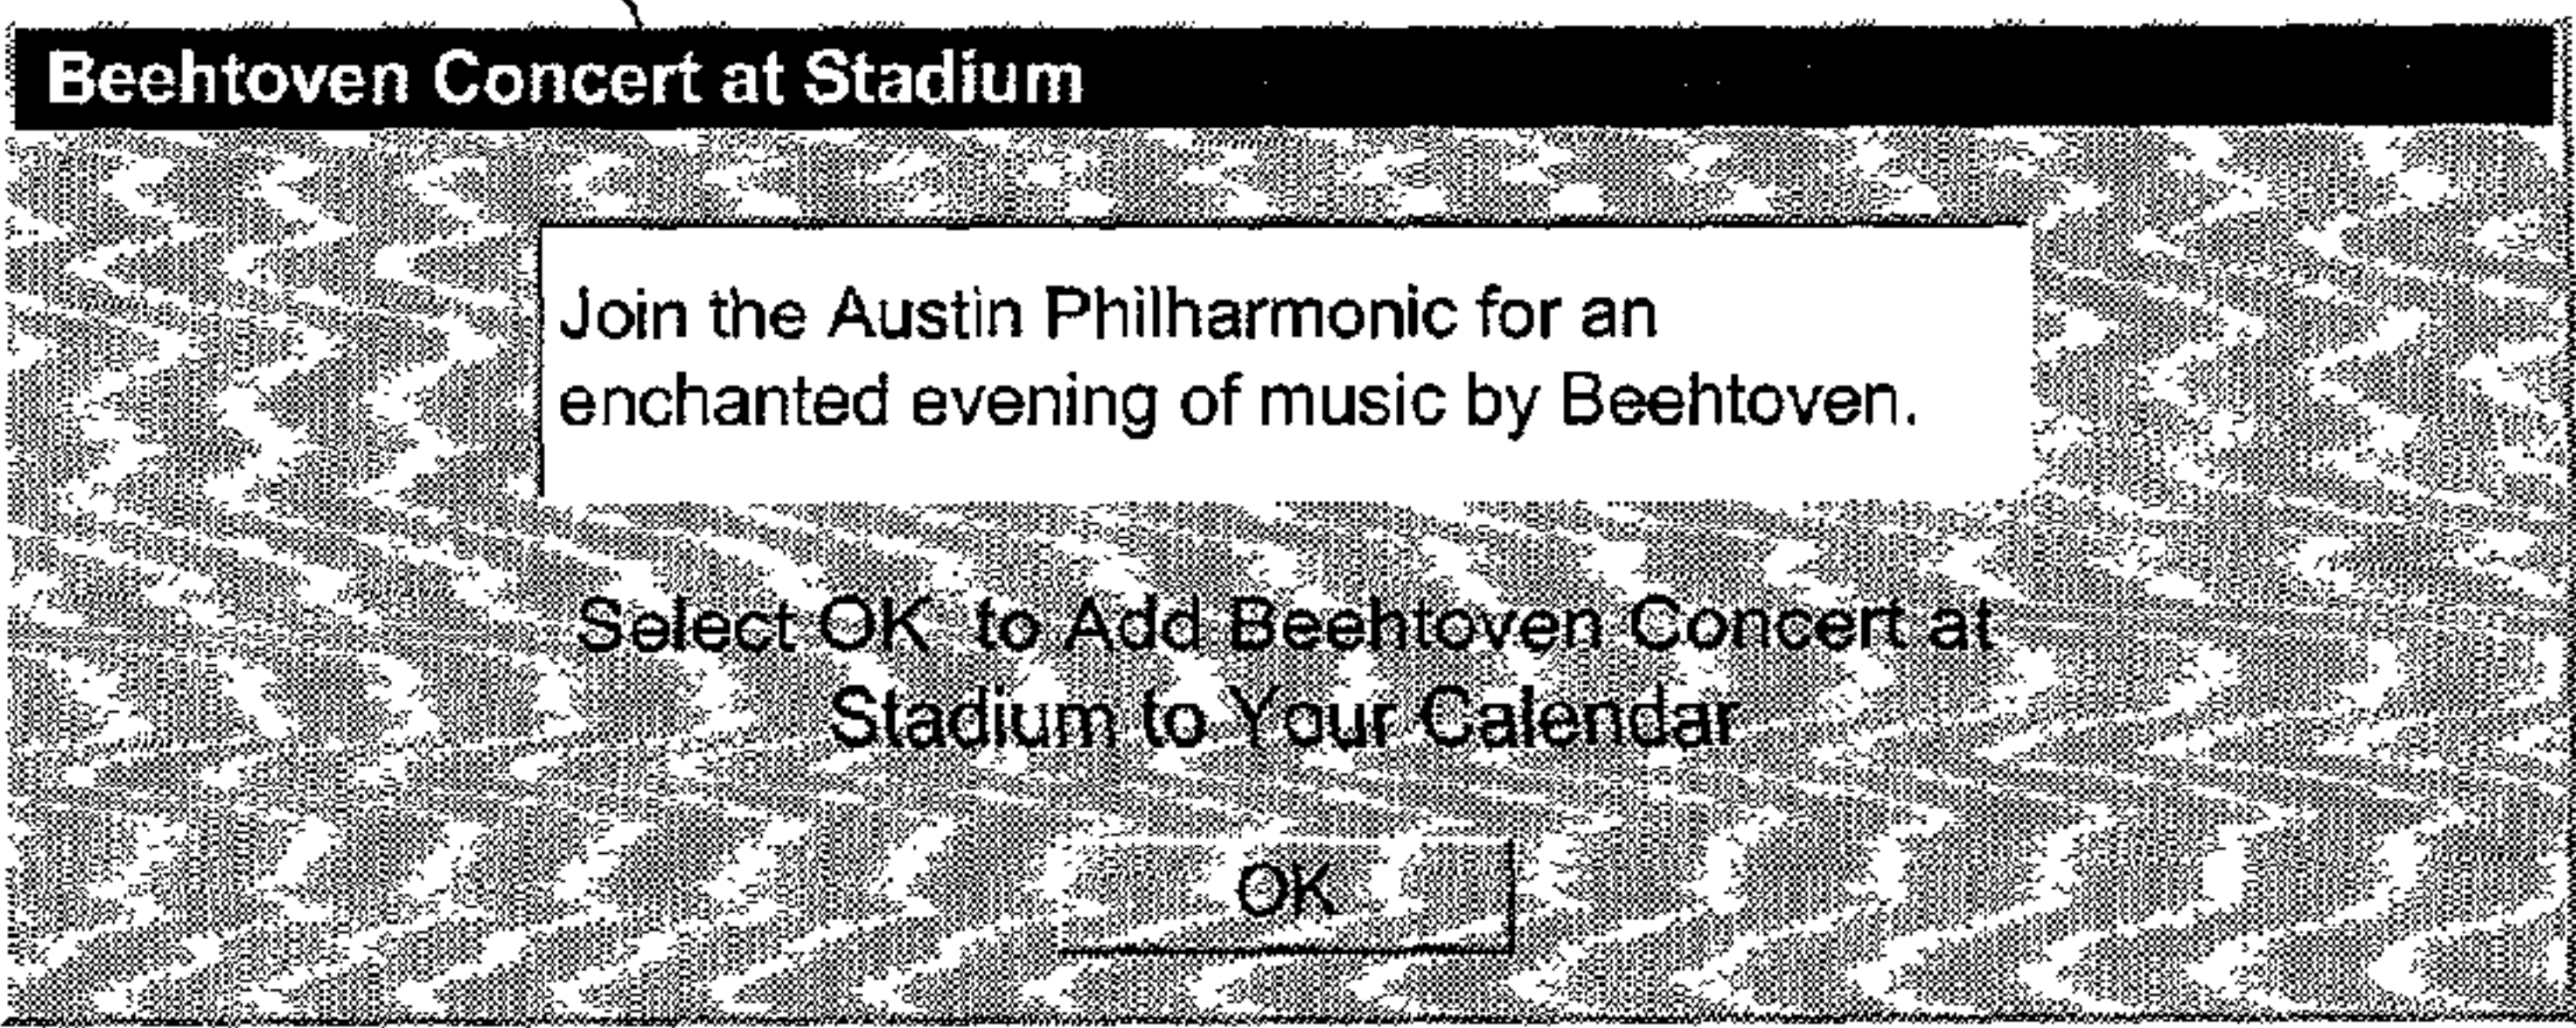 Beehtoven Concert at Stadium
Join the Austin Philharmonic for an
enchanted evening of music by Beehtoven.
Select OK to Add Beehtoven Concert at
Stadium to Your Calendar
OK